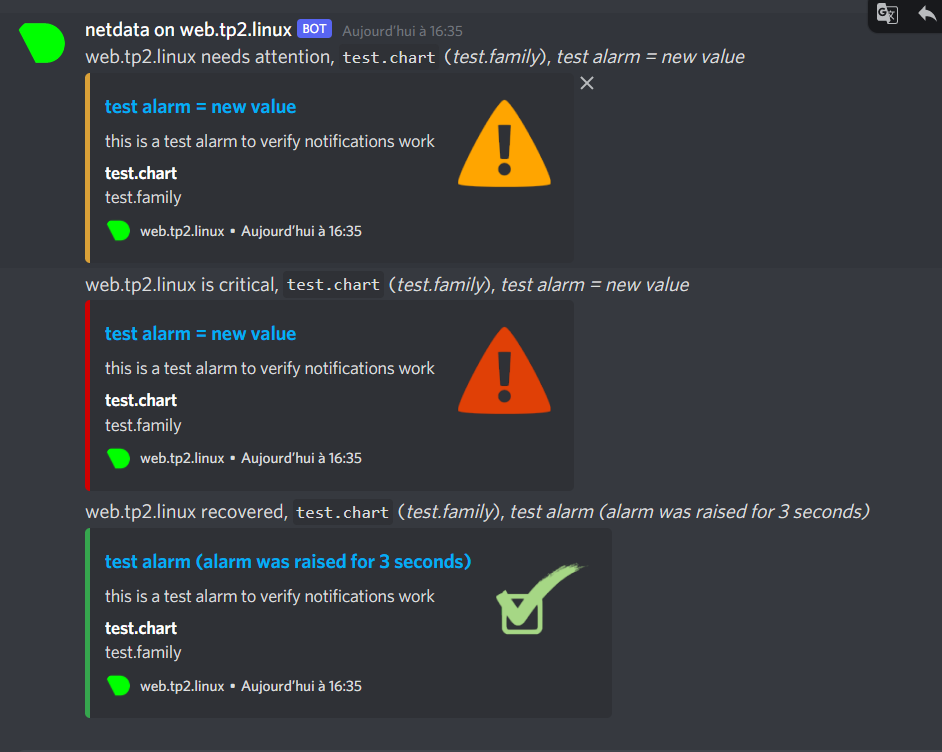 netdata on web.tp2.linux BOT Aujourd'hui à 16:35
web.tp2.linux needs attention, test.chart (test.family), test alarm = new value
test alarm = new value
this is a test alarm to verify notifications work
test.chart
test.family
web.tp2.linux • Aujourd'hui à 16:35
web.tp2.linux is critical, test.chart (test.family), test alarm = new value
test alarm = new value
this is a test alarm to verify notifications work
test.chart
test.family
web.tp2.linux • Aujourd'hui à 16:35
web.tp2.linux recovered, test.chart (test.family), test alarm (alarm was raised for 3 seconds)
test alarm (alarm was raised for 3 seconds)
this is a test alarm to verify notifications work
test.chart
test.family
web.tp2.linux • Aujourd'hui à 16:35